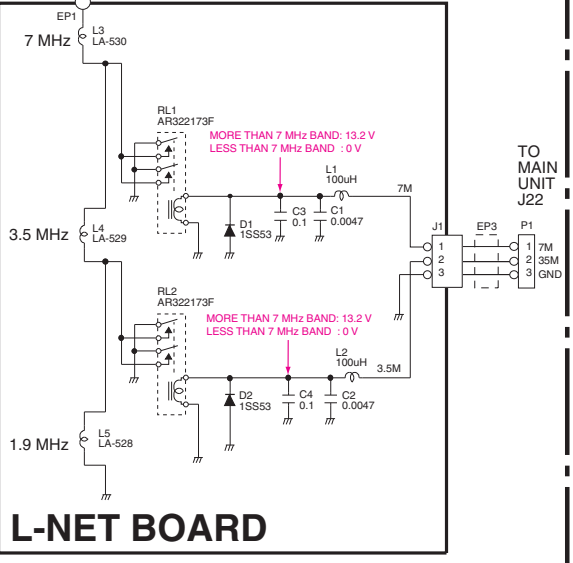 EP1
7 MHz
L3
LA-530
RL1
AR322173F
MORE THAN 7 MHz BAND: 13.2 V
LESS THAN 7 MHz BAND : 0 V
L1
100uH
7M
D1
1SS53
C3
0.1
C1
0.0047
3.5 MHz
L4
LA-529
TO
MAIN
UNIT
J22
J1
EP3
P1
1
2
3
1
2
3
7M
35M
GND
RL2
AR322173F
MORE THAN 7 MHz BAND: 13.2 V
LESS THAN 7 MHz BAND : 0 V
L2
100uH
3.5M
D2
1SS53
C4
0.1
C2
0.0047
1.9 MHz
L5
LA-528
L-NET BOARD